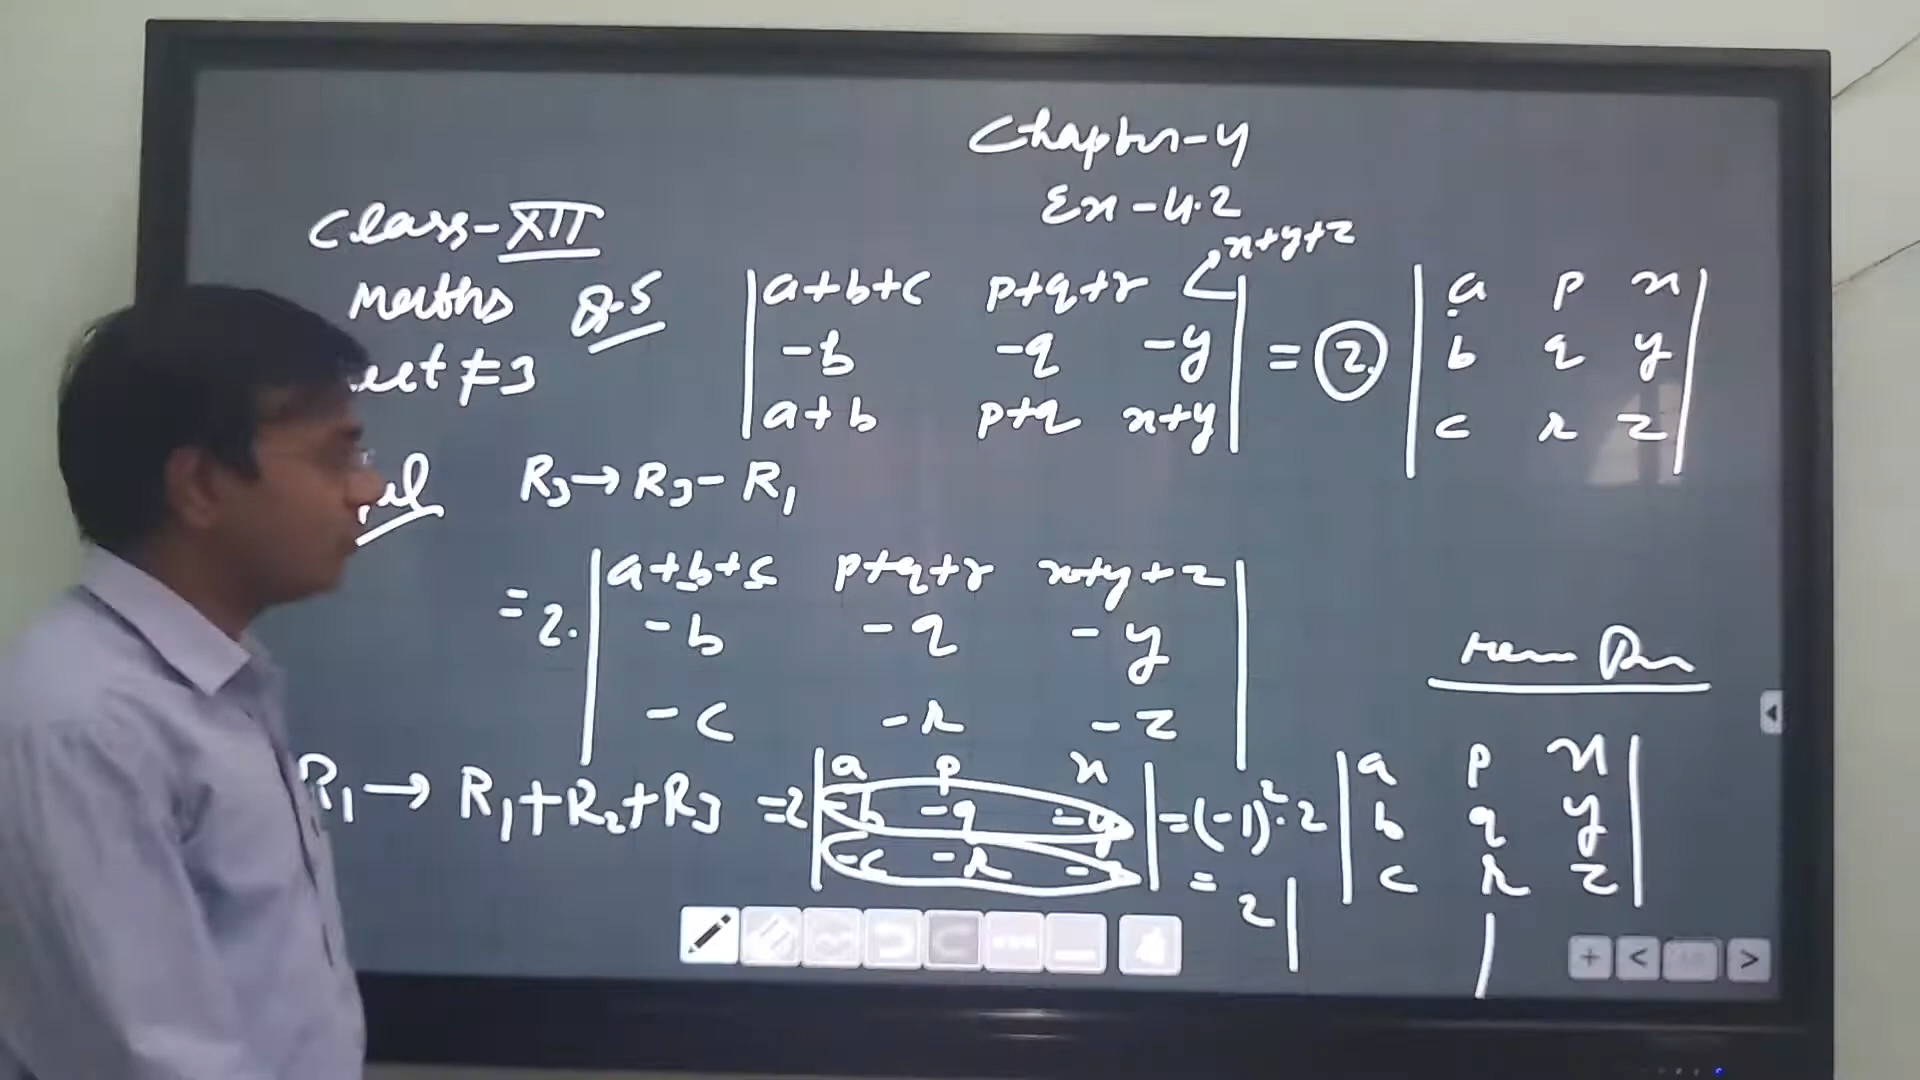 Chapter-4
Ex-4.2
Class-XII
Maths Q.5
x+y+z
|a+b+c p+q+r | = 2. |a p x|
|-b -q -y| |b q y|
|a+b p+q x+y| |c r z|
R3→R3-R1
=2. |a+b+c p+q+r x+y+z|
|-b -q -y|
|-c -r -z|
R1→R1+R2+R3 =2 |a p x| =(-1)².2 |a p x|
|-b -q -y| |b q y|
|-c -r -| |c r z|
= 2| |